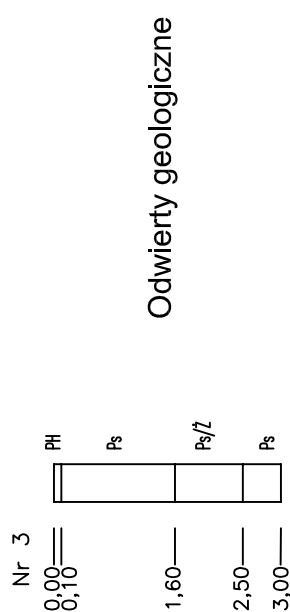 Odwierty geologiczne
Nr 3
0,00
PH
0,10
Ps
1,60
Ps/Ż
2,50
Ps
3,00